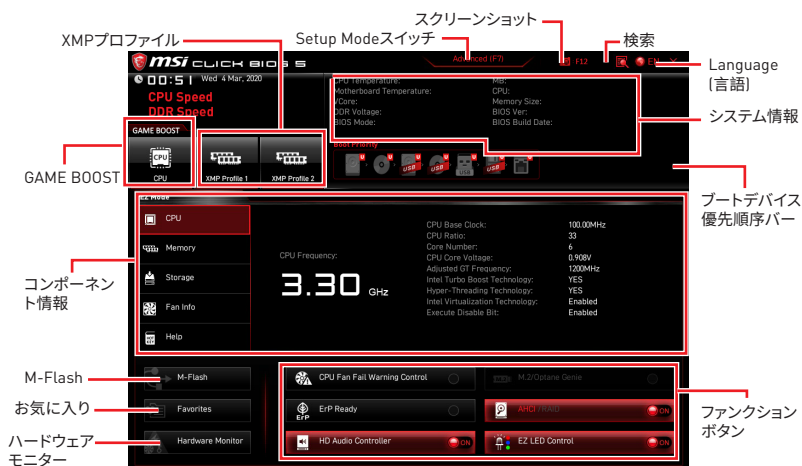 スクリーンショット
XMPプロファイル
Setup Modeスイッチ
検索
msi CLICK BIOS 5
Advanced (F7)
F12
EN
Language
(言語)
00:51 Wed 4 Mar, 2020
CPU Speed
DDR Speed
CPU Temperature:
Motherboard Temperature:
VCore:
DDR Voltage:
BIOS Mode:
MB:
CPU:
Memory Size:
BIOS Ver:
BIOS Build Date:
システム情報
GAME BOOST
CPU
CPU
XMP Profile 1
XMP Profile 2
Boot Priority
U
U
U
USB
U
U
USB
U
USB
U
GAME BOOST
ブートデバイス
優先順序バー
EZ Mode
CPU
Memory
Storage
Fan Info
Help
CPU Frequency:
3.30 GHz
CPU Base Clock: 100.00MHz
CPU Ratio: 33
Core Number: 6
CPU Core Voltage: 0.908V
Adjusted GT Frequency: 1200MHz
Intel Turbo Boost Technology: YES
Hyper-Threading Technology: YES
Intel Virtualization Technology: Enabled
Execute Disable Bit: Enabled
コンポーネン
ト情報
M-Flash
お気に入り
ハードウェア
モニター
M-Flash
Favorites
Hardware Monitor
CPU Fan Fail Warning Control
M.2/Optane Genie
ErP
ErP Ready
AHCI /RAID
ON
HD Audio Controller
ON
EZ LED Control
ON
ファンクション
ボタン